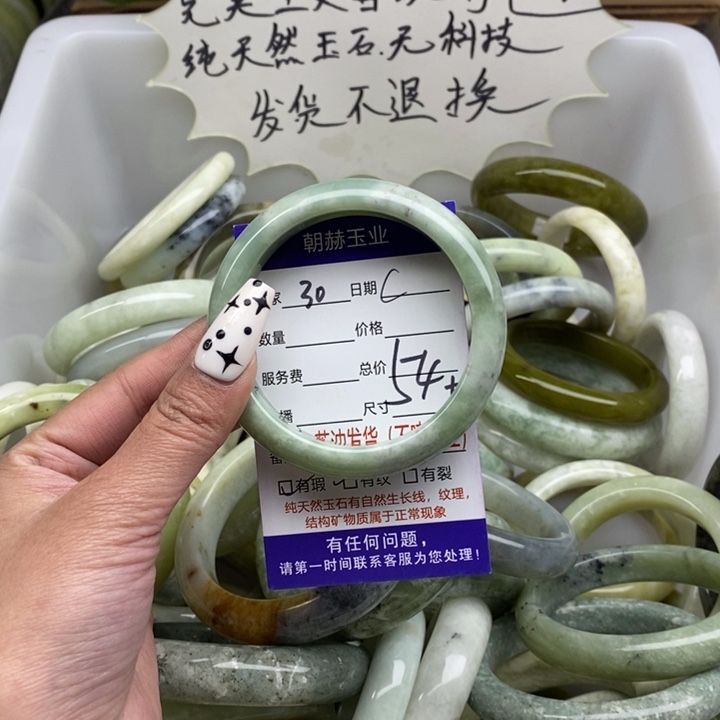 纯天然玉石.无科技
发货不退换
朝赫玉业
家 30 日期 C
数量 价格
服务费 总价
播 尺寸 54+
有瑕 有纹 有裂
纯天然玉石有自然生长线，纹理，
结构矿物质属于正常现象
有任何问题，
请第一时间联系客服为您处理！